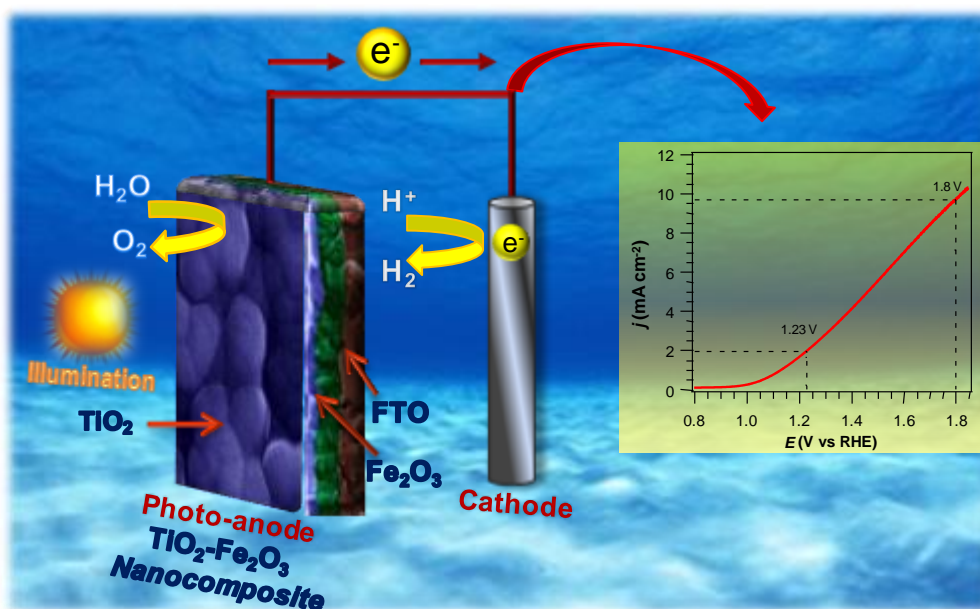 e-
H₂O
O₂
H⁺
H₂
e-
Illumination
TiO₂
FTO
Fe₂O₃
Photo-anode
TiO₂-Fe₂O₃
Nanocomposite
Cathode
12
10
8
6
4
2
0
j (mA cm⁻²)
1.8 V
1.23 V
0.8 1.0 1.2 1.4 1.6 1.8
E (V vs RHE)